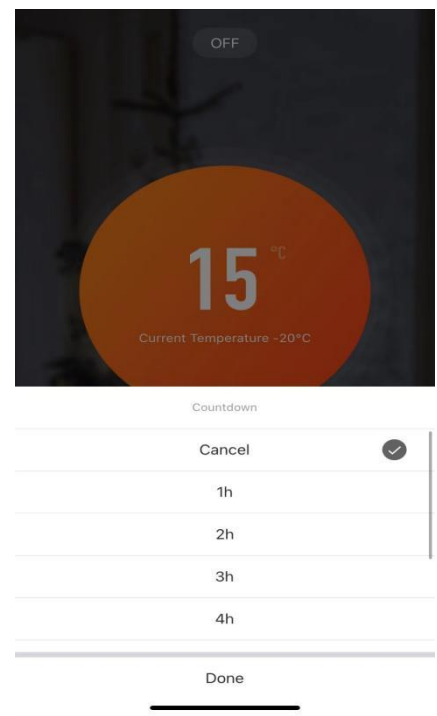 OFF
15 °C
Current Temperature -20°C
Countdown
Cancel
1h
2h
3h
4h
Done